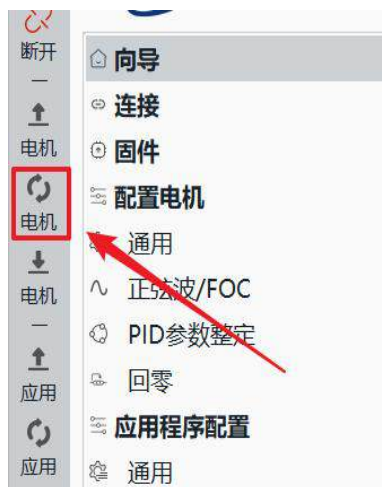 断开
电机
电机
电机
应用
应用
向导
连接
固件
配置电机
通用
正弦波/FOC
PID参数整定
回零
应用程序配置
通用